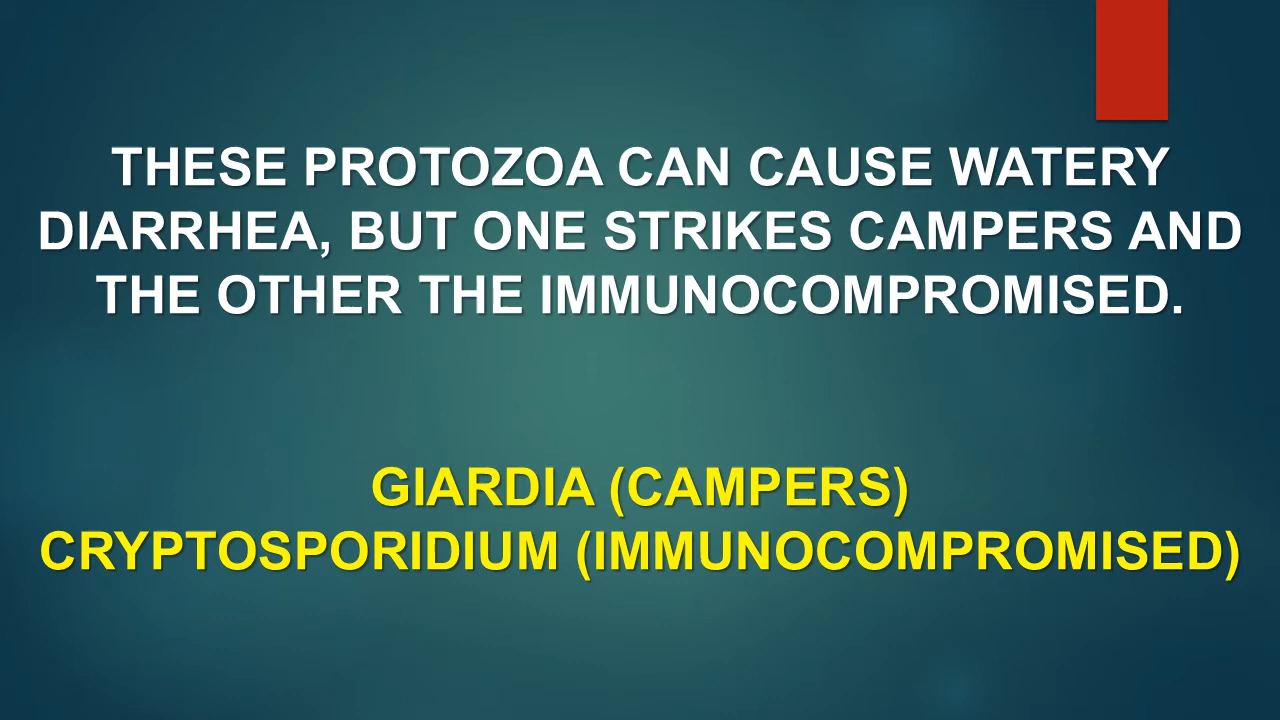 THESE PROTOZOA CAN CAUSE WATERY
DIARRHEA, BUT ONE STRIKES CAMPERS AND
THE OTHER THE IMMUNOCOMPROMISED.
GIARDIA (CAMPERS)
CRYPTOSPORIDIUM (IMMUNOCOMPROMISED)